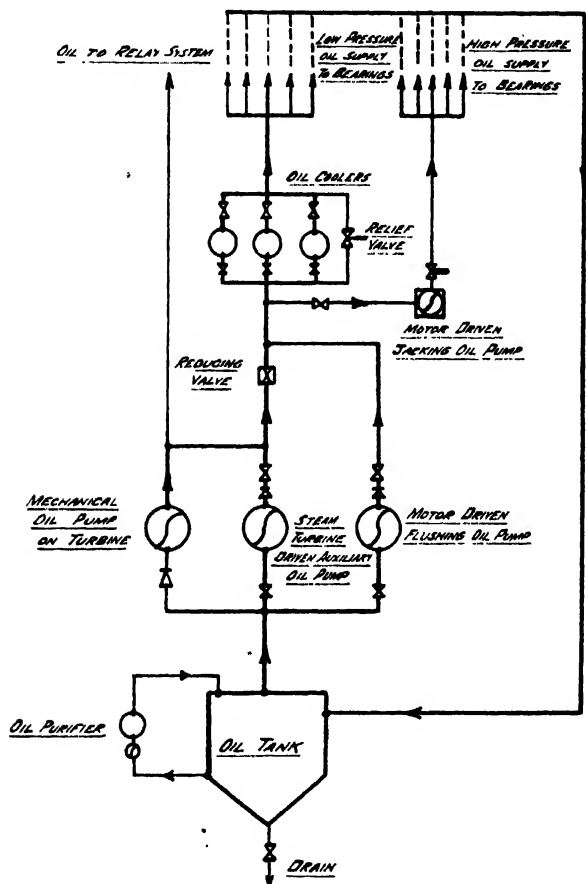 OIL TO RELAY SYSTEM
LOW PRESSURE
OIL SUPPLY
TO BEARINGS
HIGH PRESSURE
OIL SUPPLY
TO BEARINGS
OIL COOLERS
RELIEF
VALVE
MOTOR DRIVEN
JACKING OIL PUMP
REDUCING
VALVE
MECHANICAL
OIL PUMP
ON TURBINE
STEAM
TURBINE
DRIVEN AUXILIARY
OIL PUMP
MOTOR DRIVEN
FLUSHING OIL PUMP
OIL PURIFIER
OIL TANK
DRAIN